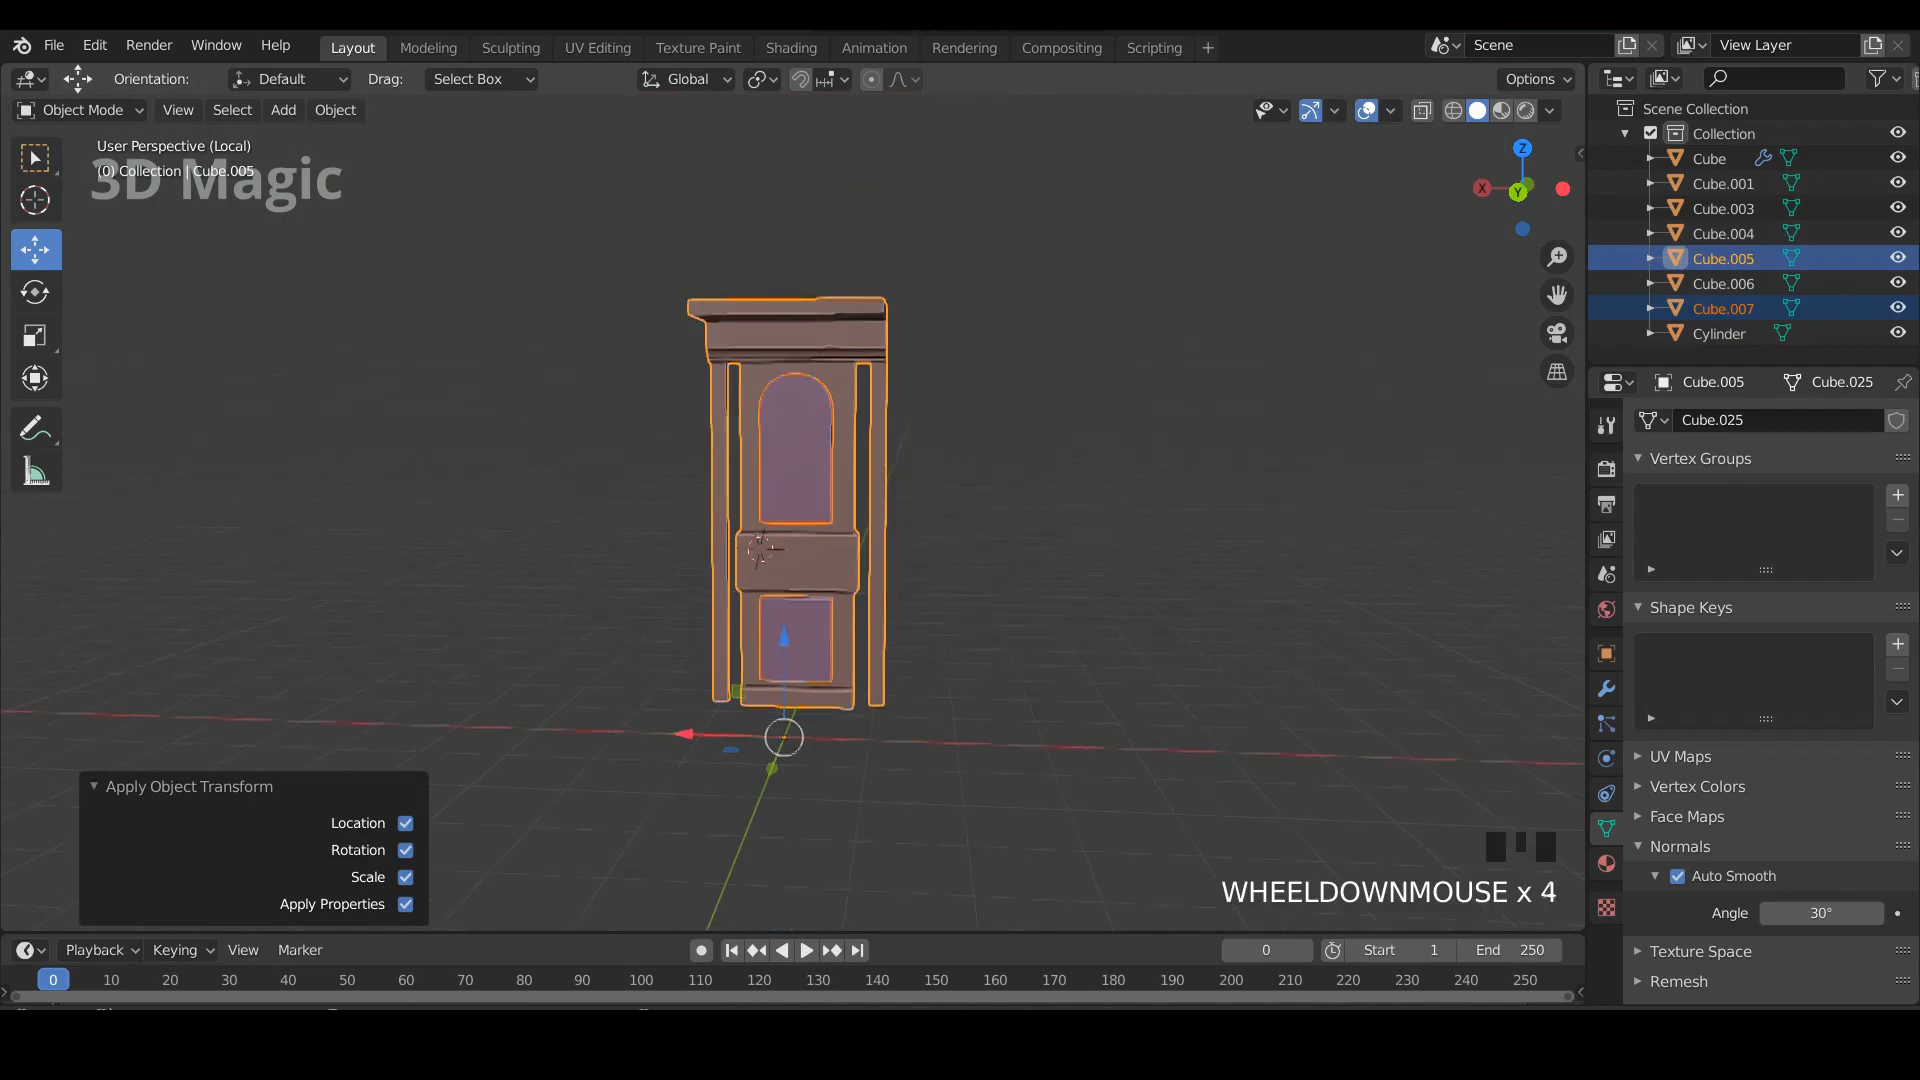 File Edit Render Window Help Layout Modeling Sculpting UV Editing Texture Paint Shading Animation Rendering Compositing Scripting + Scene View Layer
Orientation: Default Drag: Select Box Global Options
Object Mode View Select Add Object
User Perspective (Local)
(0) Collection | Cube.005
3D Magic
Z
X
Y
Scene Collection
Collection
Cube
Cube.001
Cube.003
Cube.004
Cube.005
Cube.006
Cube.007
Cylinder
Cube.005 Cube.025
Cube.025
Vertex Groups
Shape Keys
UV Maps
Vertex Colors
Face Maps
Normals
Auto Smooth
Angle 30°
Texture Space
Remesh
Apply Object Transform
Location
Rotation
Scale
Apply Properties
WHEELDOWNMOUSE x 4
Playback Keying View Marker 0 Start 1 End 250
0 10 20 30 40 50 60 70 80 90 100 110 120 130 140 150 160 170 180 190 200 210 220 230 240 250